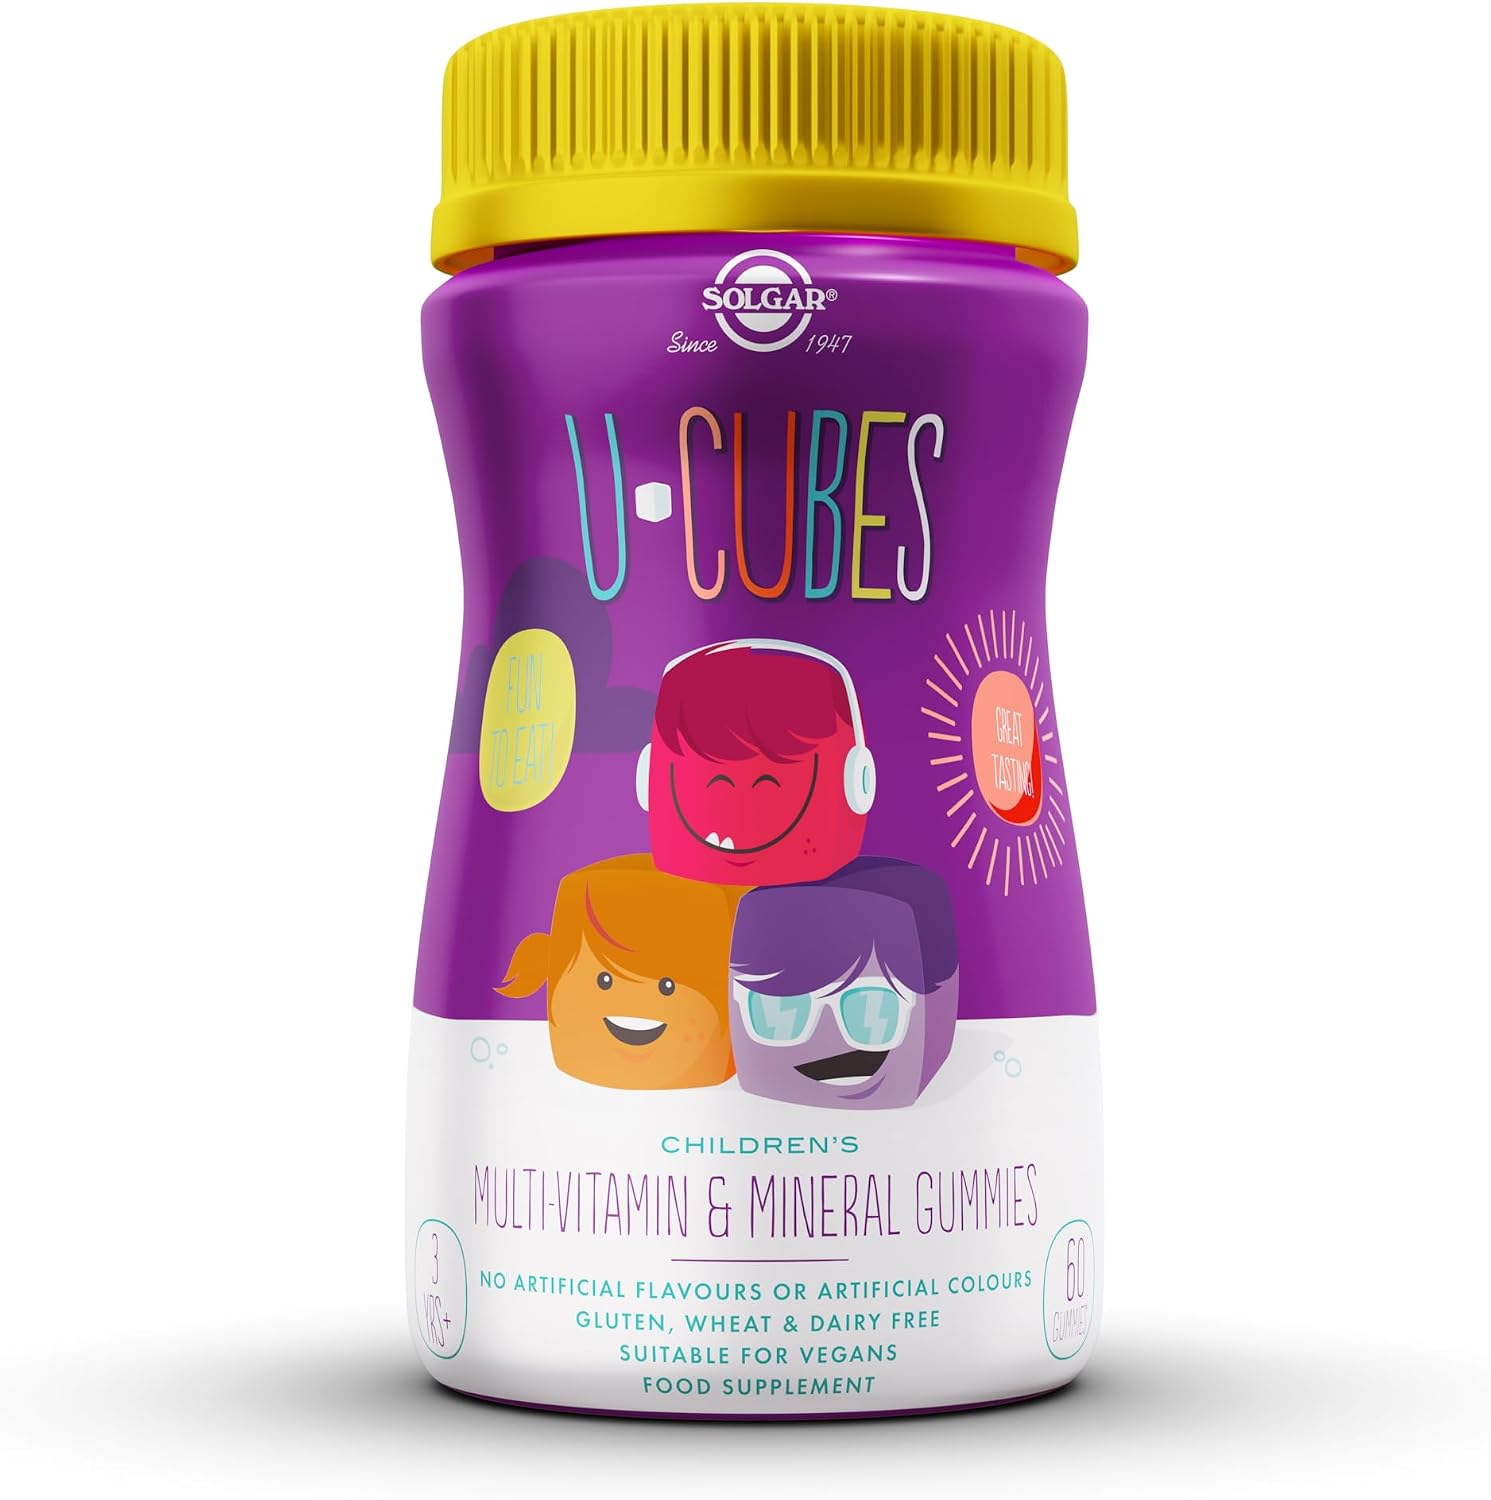 SOLGAR®
Since 1947
U-CUBES
FUN
TO EAT!
GREAT
TASTING!
CHILDREN'S
MULTI-VITAMIN & MINERAL GUMMIES
3
YRS+
60
GUMMIES
NO ARTIFICIAL FLAVOURS OR ARTIFICIAL COLOURS
GLUTEN, WHEAT & DAIRY FREE
SUITABLE FOR VEGANS
FOOD SUPPLEMENT